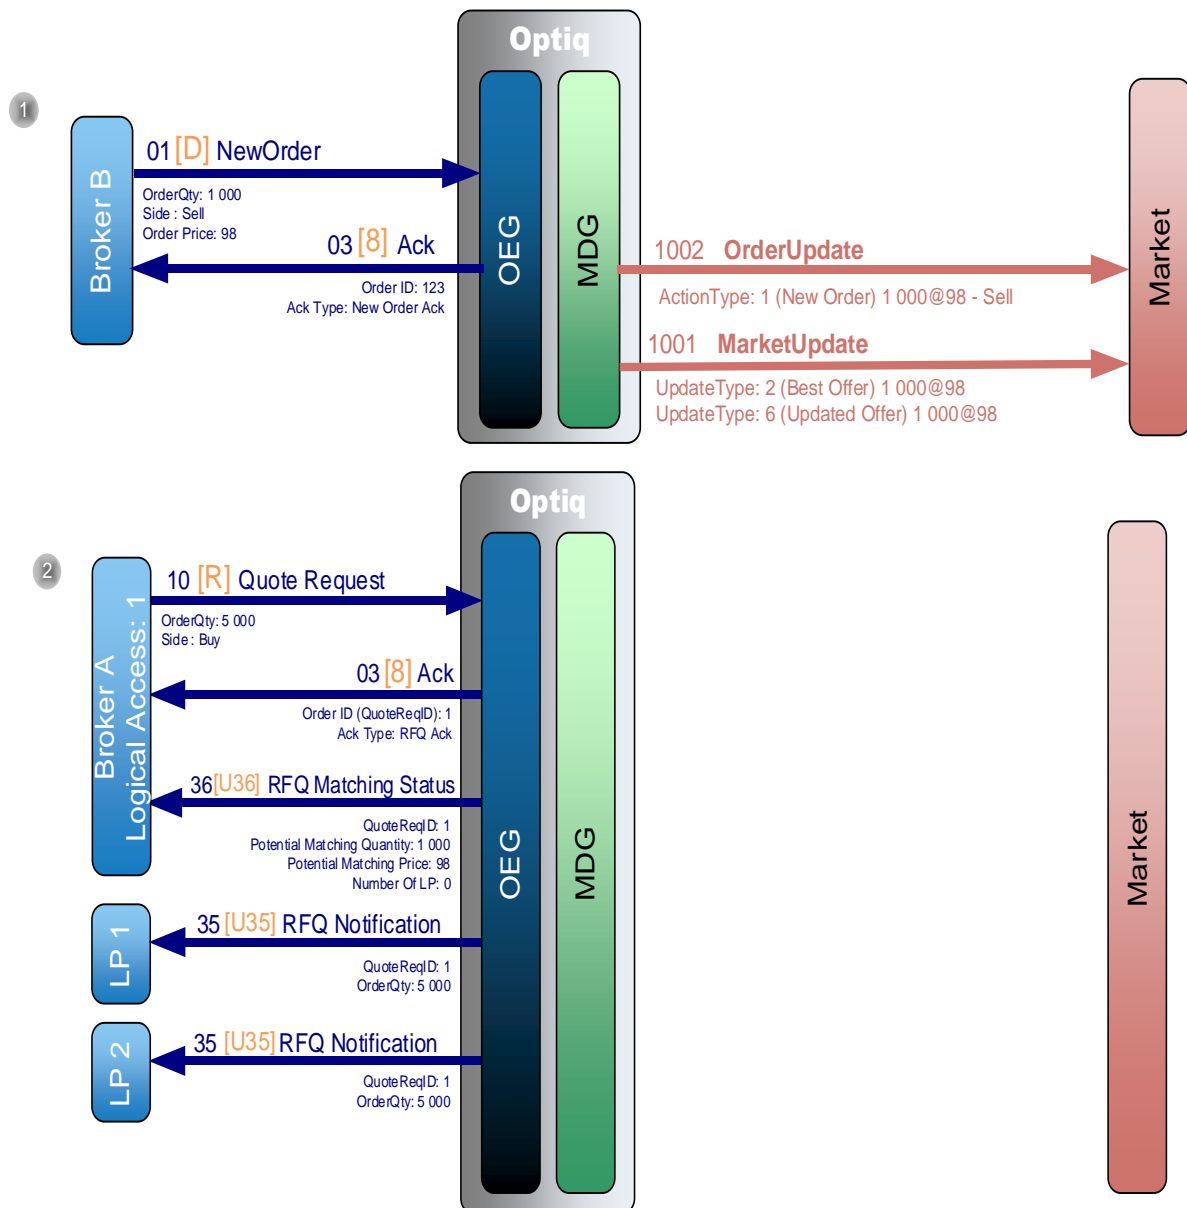 Optiq
1
Broker B
01 [D] NewOrder
OrderQty: 1 000
Side : Sell
Order Price: 98
03 [8] Ack
Order ID: 123
Ack Type: New Order Ack
OEG
MDG
1002 OrderUpdate
ActionType: 1 (New Order) 1 000@98 - Sell
1001 MarketUpdate
UpdateType: 2 (Best Offer) 1 000@98
UpdateType: 6 (Updated Offer) 1 000@98
Market
Optiq
2
Broker A
Logical Access: 1
10 [R] Quote Request
OrderQty: 5 000
Side : Buy
03 [8] Ack
Order ID (QuoteReqID): 1
Ack Type: RFQ Ack
36 [U36] RFQ Matching Status
QuoteReqID: 1
Potential Matching Quantity: 1 000
Potential Matching Price: 98
Number Of LP: 0
OEG
MDG
Market
LP 1
35 [U35] RFQ Notification
QuoteReqID: 1
OrderQty: 5 000
LP 2
35 [U35] RFQ Notification
QuoteReqID: 1
OrderQty: 5 000